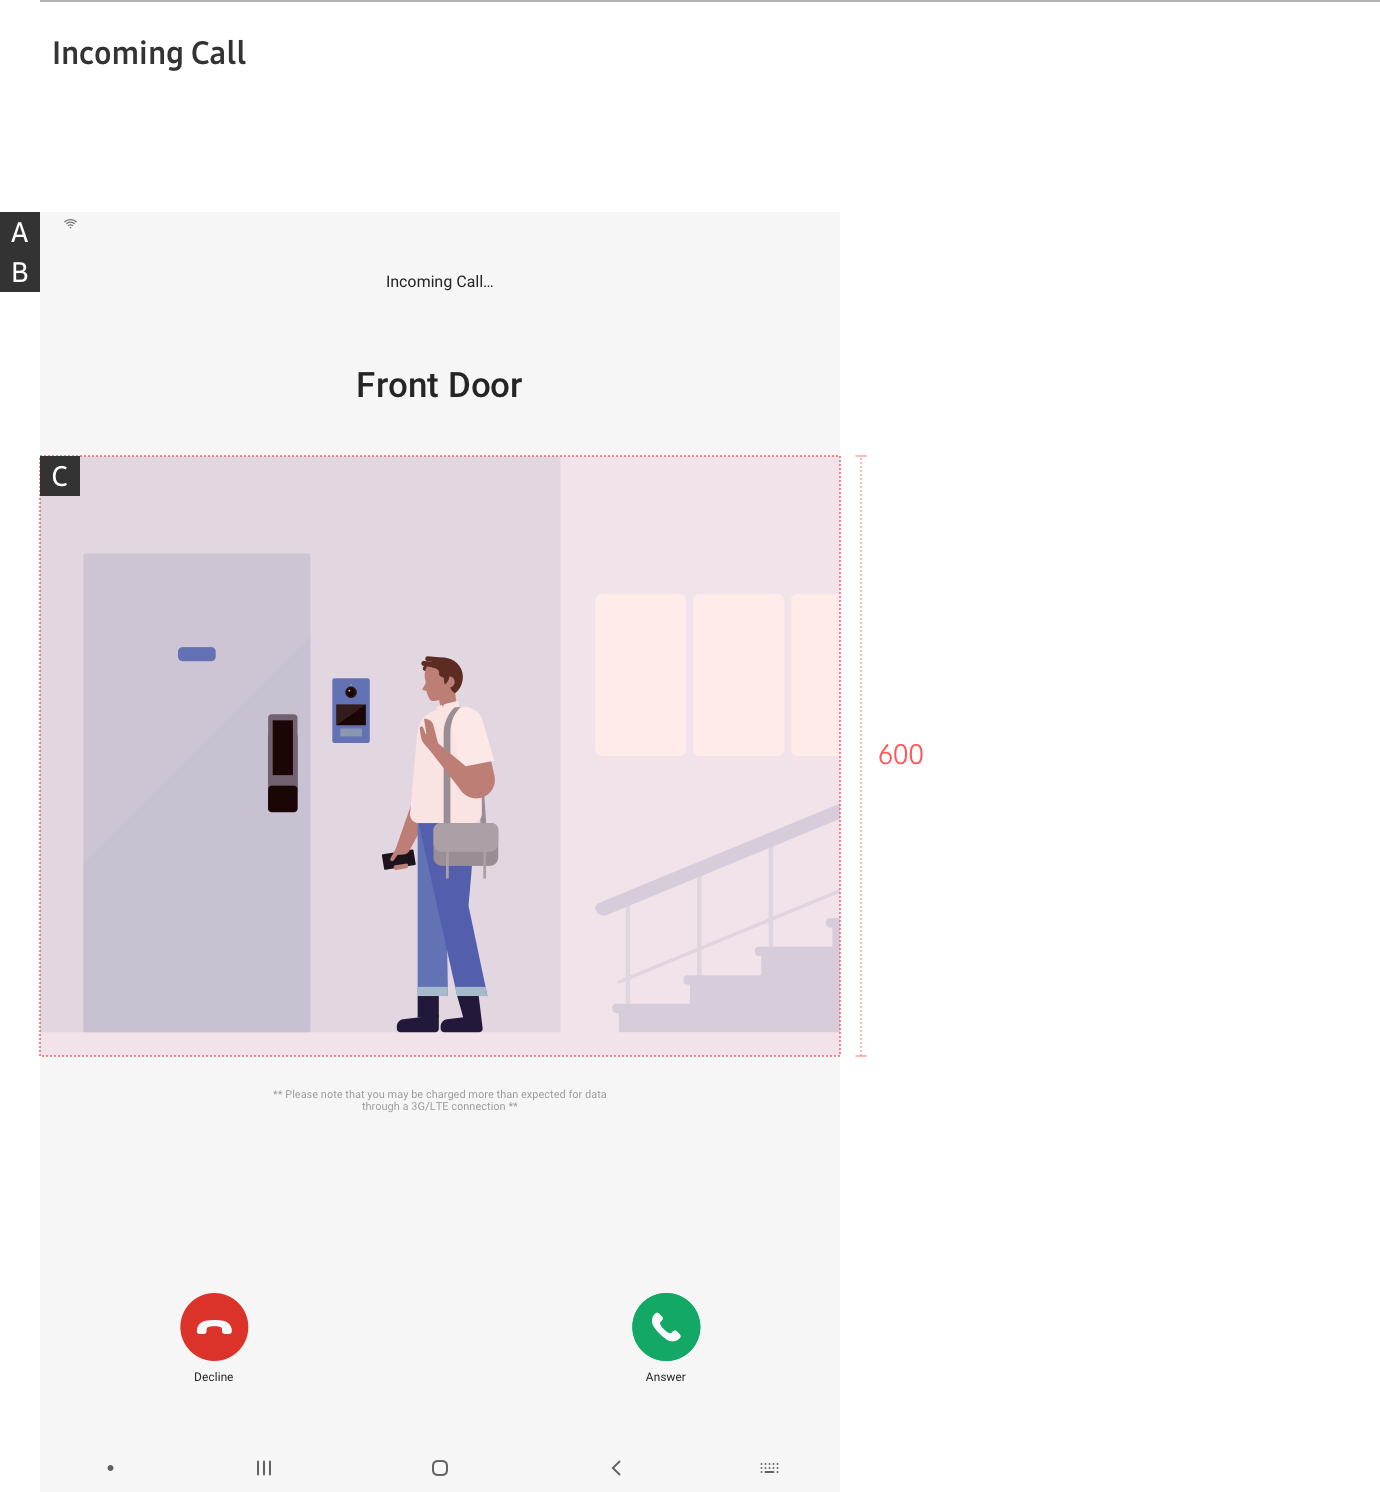 Incoming Call
A
B
Incoming Call...
Front Door
C
600
** Please note that you may be charged more than expected for data
through a 3G/LTE connection **
Decline
Answer